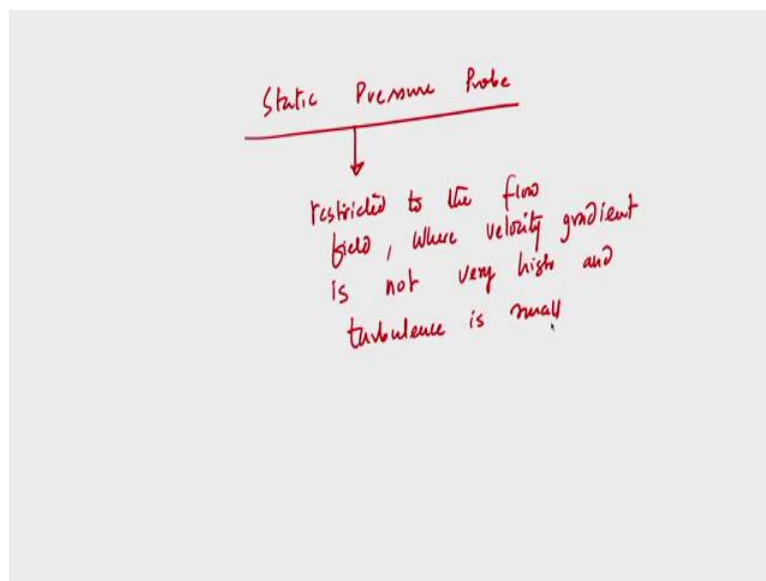 Static Pressure Probe
restricted to the flow
field, where velocity gradient
is not very high and
turbulence is small